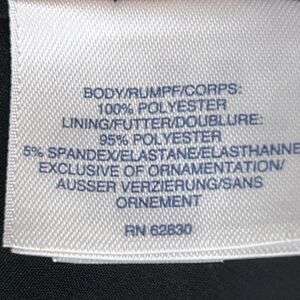 BODY/RUMPF/CORPS:
100% POLYESTER
LINING/FUTTER/DOUBLURE:
95% POLYESTER
5% SPANDEX/ELASTANE/ELASTHANNE
EXCLUSIVE OF ORNAMENTATION/
AUSSER VERZIERUNG/SANS
ORNEMENT
RN 62830